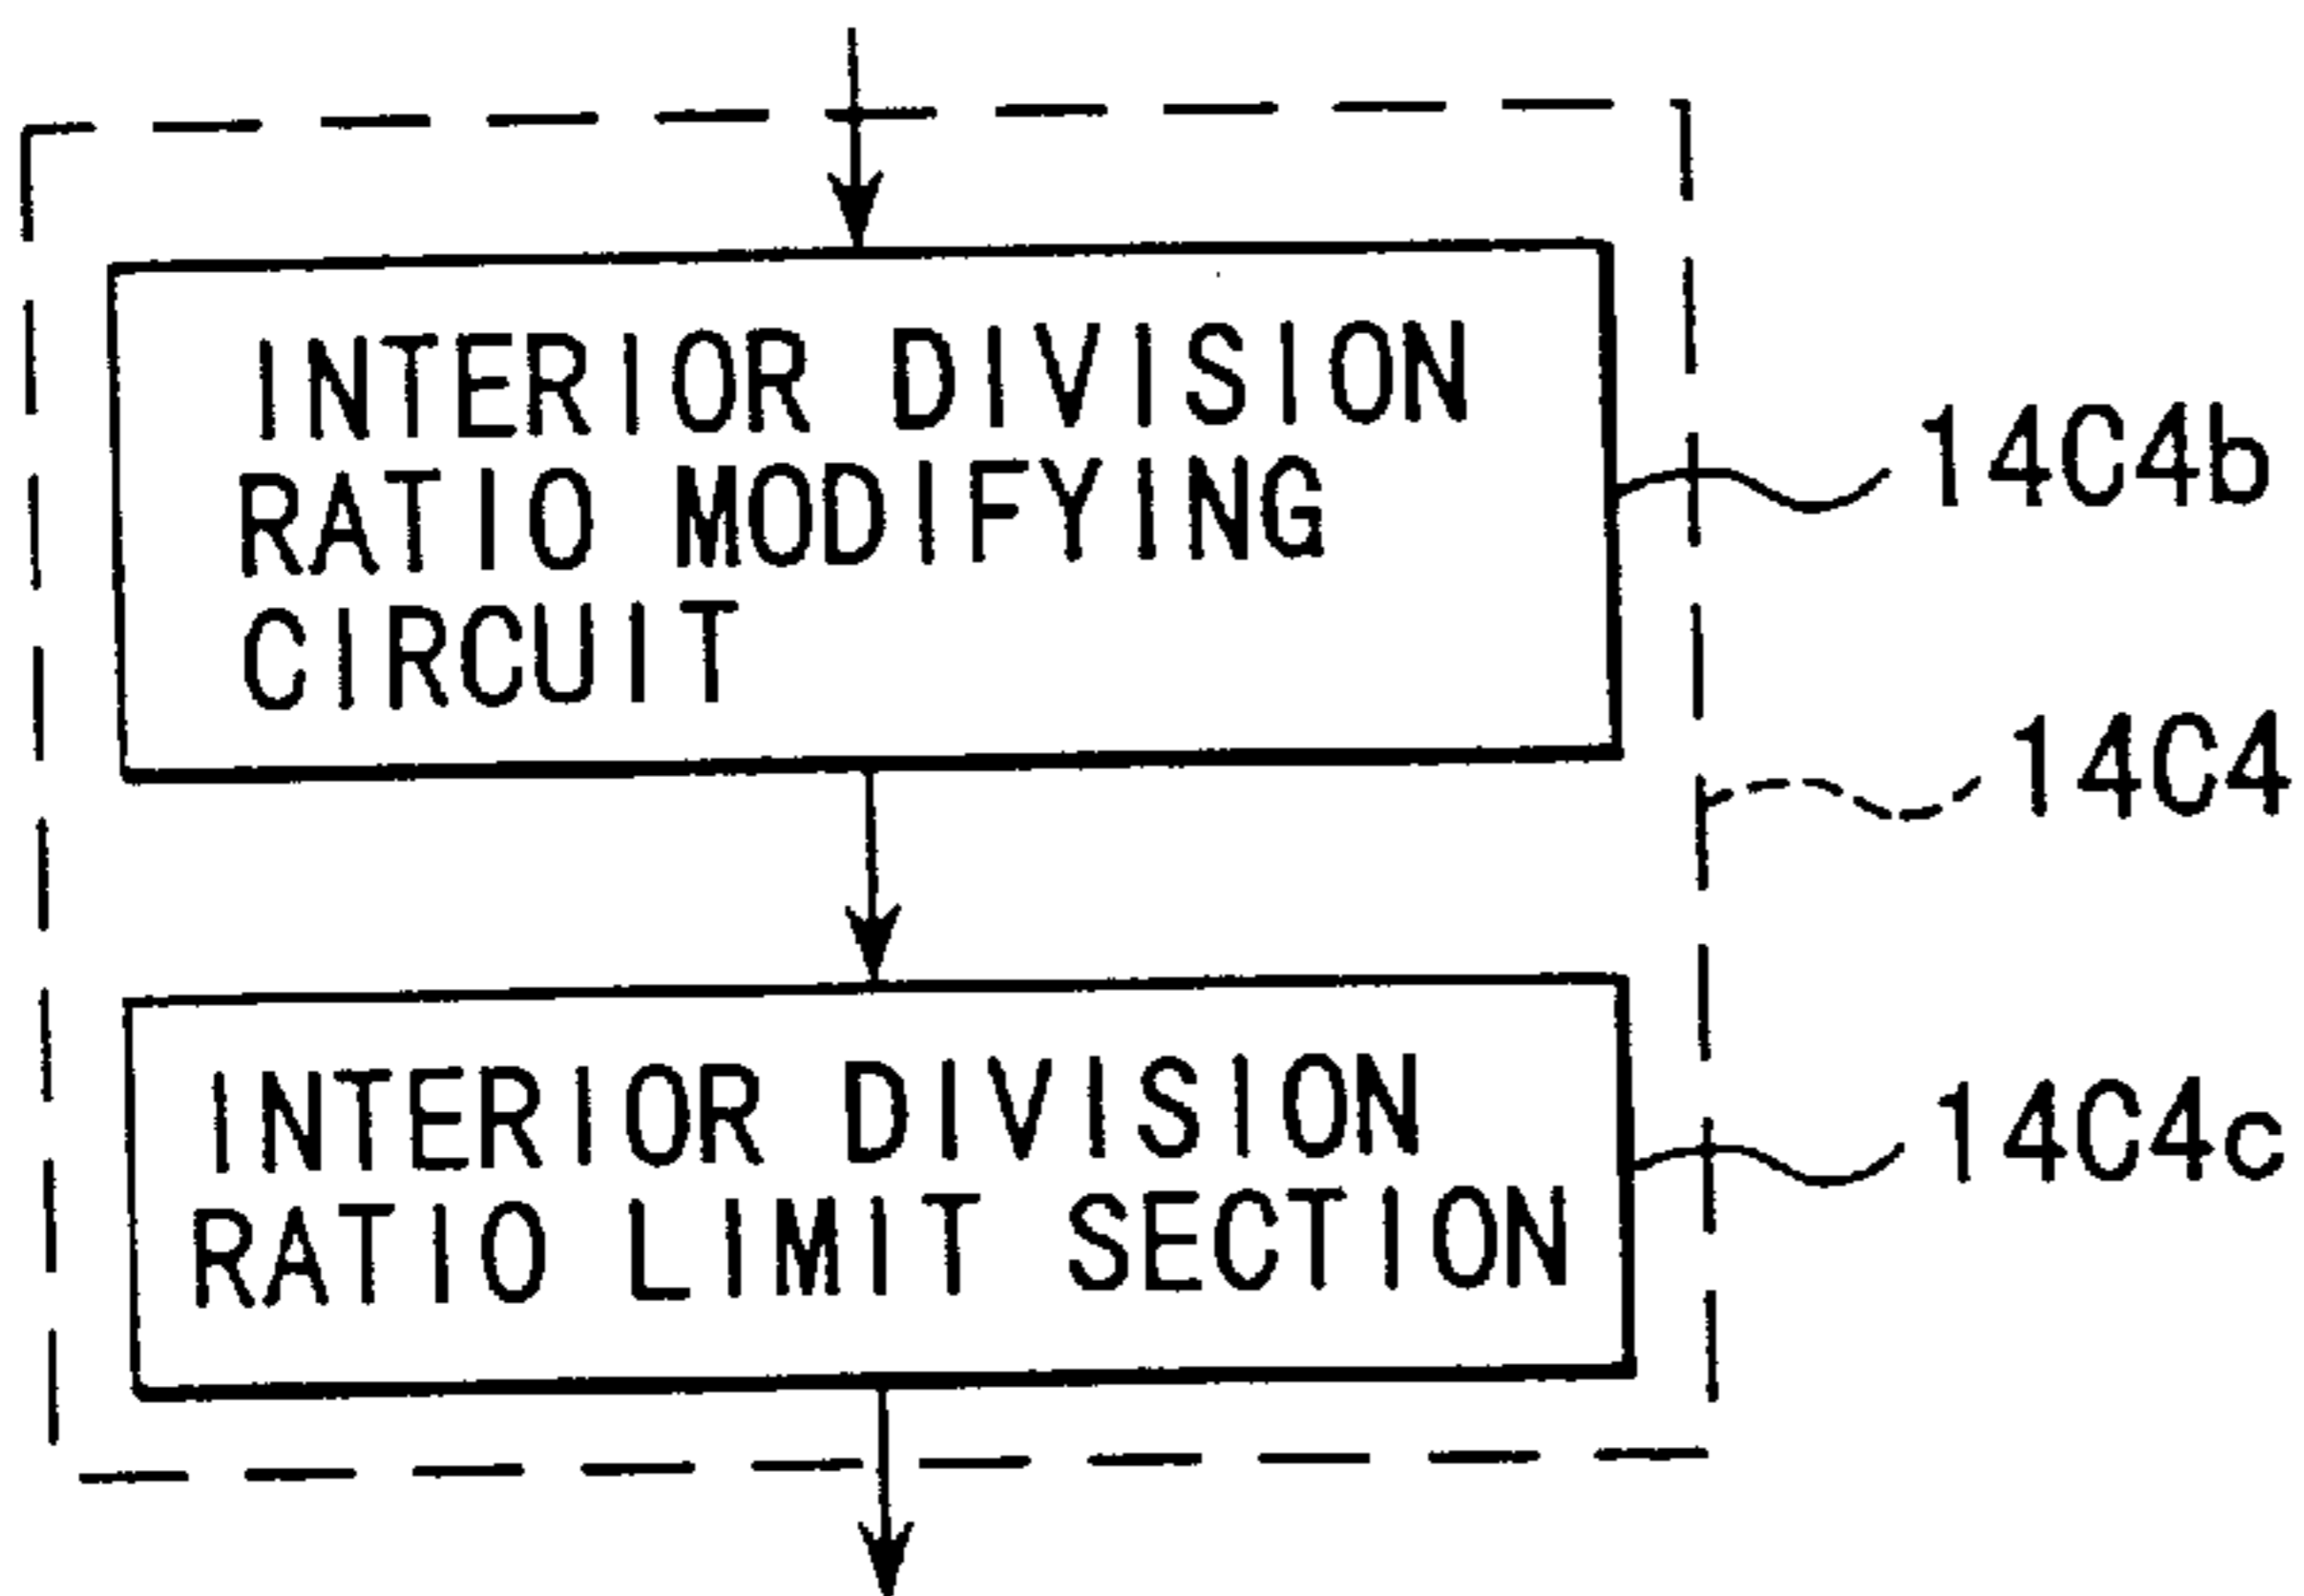 INTERIOR DIVISION
RATIO MODIFYING
CIRCUIT
14C4b
14C4
INTERIOR DIVISION
RATIO LIMIT SECTION
14C4c